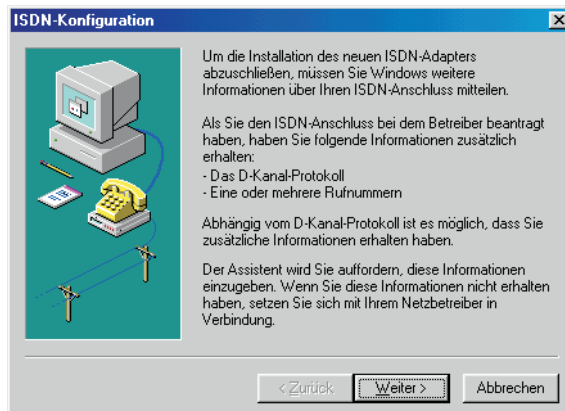 ISDN-Konfiguration
Um die Installation des neuen ISDN-Adapters
abzuschließen, müssen Sie Windows weitere
Informationen über Ihren ISDN-Anschluss mitteilen.
Als Sie den ISDN-Anschluss bei dem Betreiber beantragt
haben, haben Sie folgende Informationen zusätzlich
erhalten:
- Das D-Kanal-Protokoll
- Eine oder mehrere Rufnummern
Abhängig vom D-Kanal-Protokoll ist es möglich, dass Sie
zusätzliche Informationen erhalten haben.
Der Assistent wird Sie auffordern, diese Informationen
einzugeben. Wenn Sie diese Informationen nicht erhalten
haben, setzen Sie sich mit Ihrem Netzbetreiber in
Verbindung.
< Zurück Weiter > Abbrechen